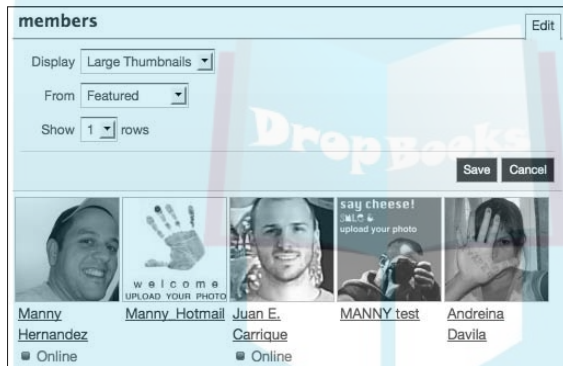 members
Edit
Display Large Thumbnails
From Featured
Show 1 rows
DropBooks
Save Cancel
welcome
UPLOAD YOUR PHOTO
say cheese!
SMLE
upload your photo
Manny Hernandez
Online
Manny_Hotmail
Juan E. Carrique
Online
MANNY test
Andreina Davila